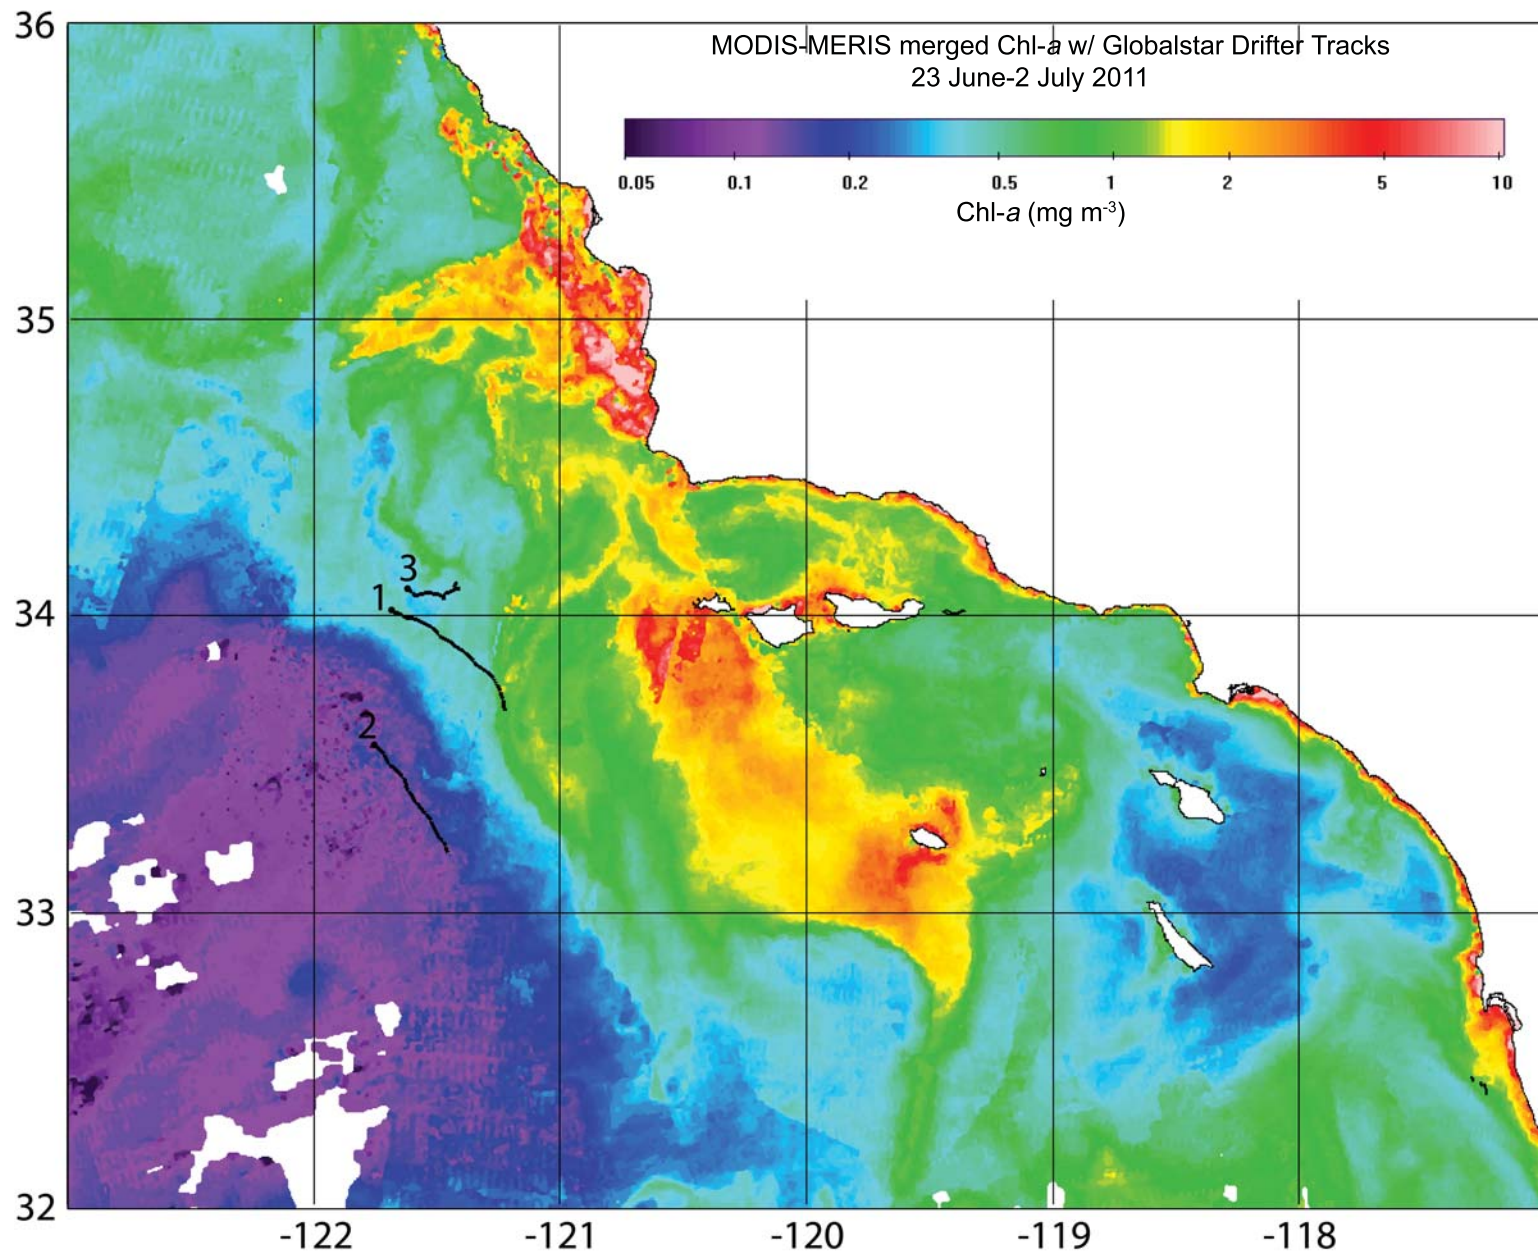 36
MODIS-MERIS merged Chl-a w/ Globalstar Drifter Tracks
23 June-2 July 2011
0.05 0.1 0.2 0.5 1 2 5 10
Chl-a (mg m-3)
35
3
1
34
2
33
32
-122 -121 -120 -119 -118